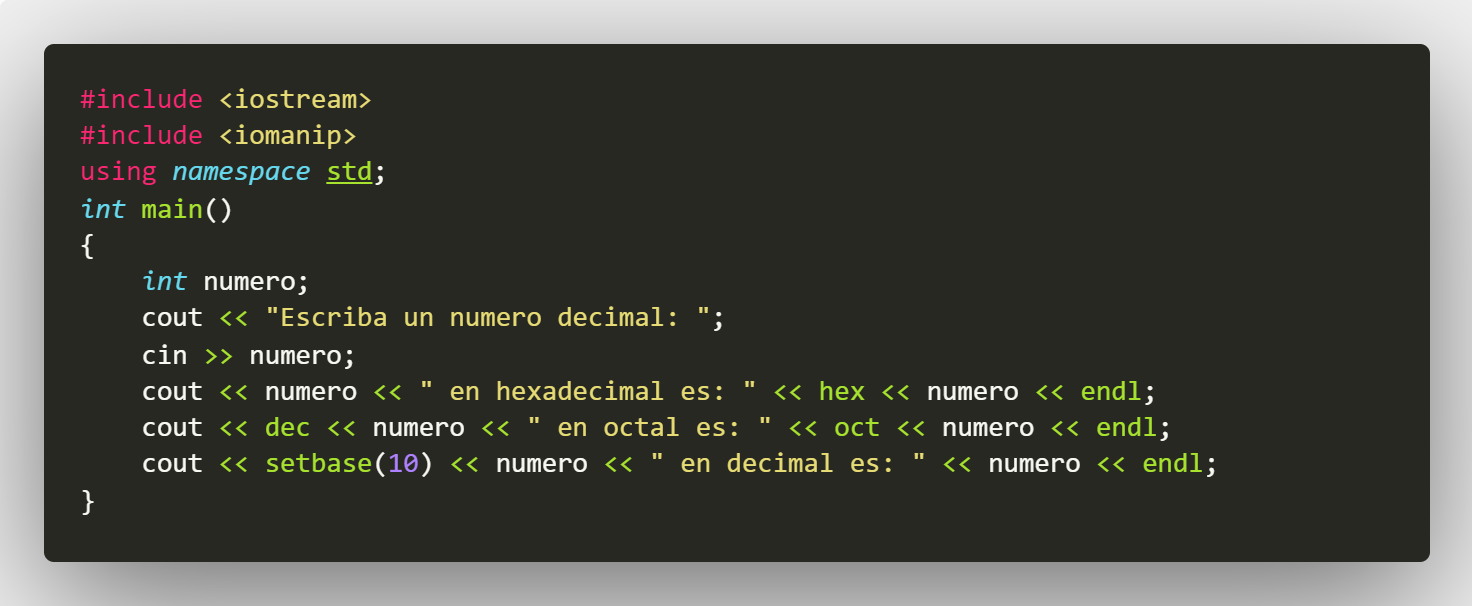 #include <iostream>
#include <iomanip>
using namespace std;
int main()
{
    int numero;
    cout << "Escriba un numero decimal: ";
    cin >> numero;
    cout << numero << " en hexadecimal es: " << hex << numero << endl;
    cout << dec << numero << " en octal es: " << oct << numero << endl;
    cout << setbase(10) << numero << " en decimal es: " << numero << endl;
}